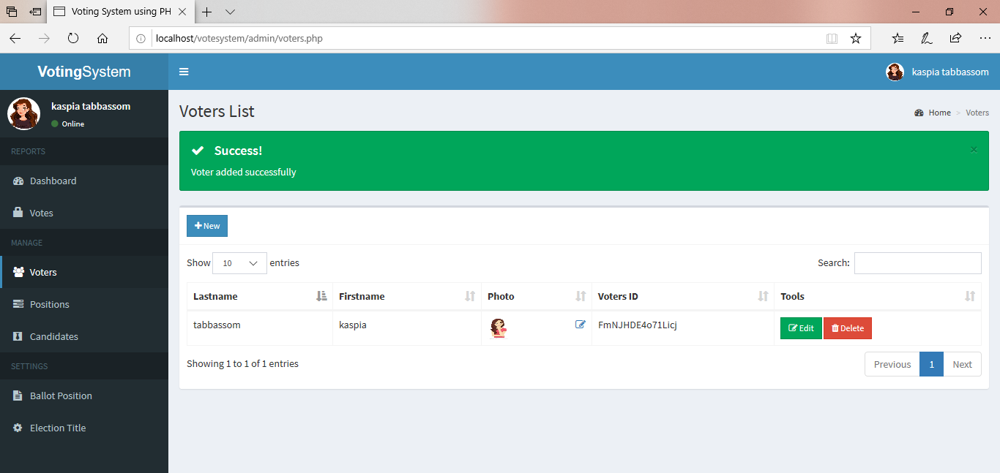 Voting System using PH
localhost/votesystem/admin/voters.php
VotingSystem
kaspia tabbassom
kaspia tabbassom
Online
REPORTS
Dashboard
Votes
MANAGE
Voters
Positions
Candidates
SETTINGS
Ballot Position
Election Title
Voters List
Home > Voters
Success!
×
Voter added successfully
New
Show 10 entries
Search:
Lastname Firstname Photo Voters ID Tools
tabbassom kaspia FmNJHDE4o71Licj Edit Delete
Showing 1 to 1 of 1 entries
Previous 1 Next